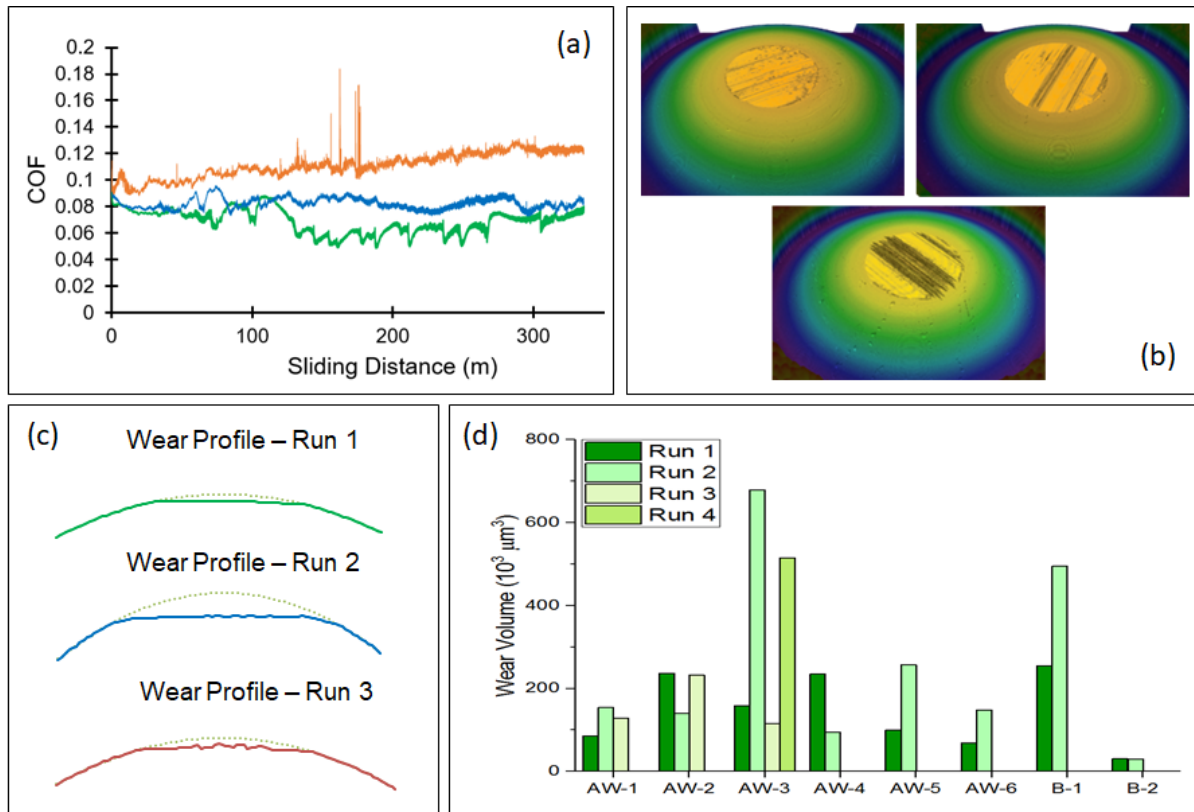 (a)
0.2
0.18
0.16
0.14
0.12
0.1
0.08
0.06
0.04
0.02
0
COF
0 100 200 300
Sliding Distance (m)
(b)
(c)
Wear Profile – Run 1
Wear Profile – Run 2
Wear Profile – Run 3
(d)
800
600
400
200
0
Wear Volume (10³ μm³)
Run 1
Run 2
Run 3
Run 4
AW-1 AW-2 AW-3 AW-4 AW-5 AW-6 B-1 B-2